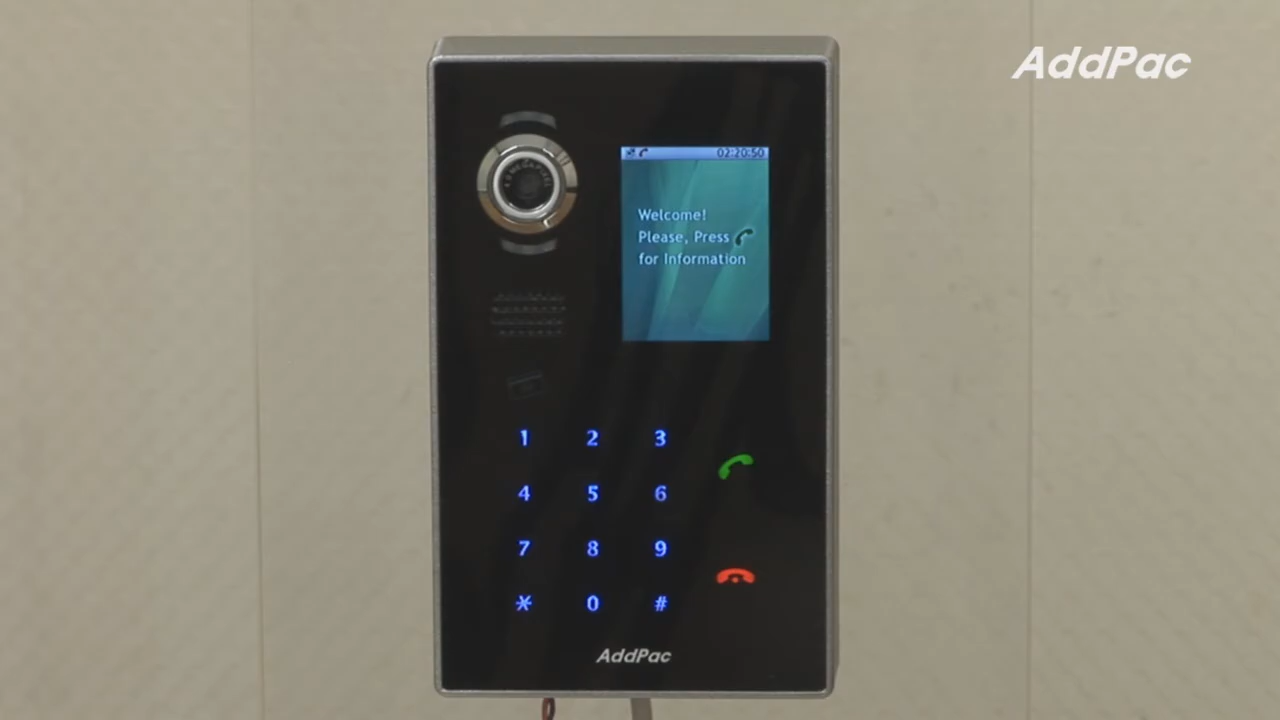 AddPac
02:20:50
Welcome!
Please, Press
for Information
1 2 3
4 5 6
7 8 9
* 0 #
AddPac